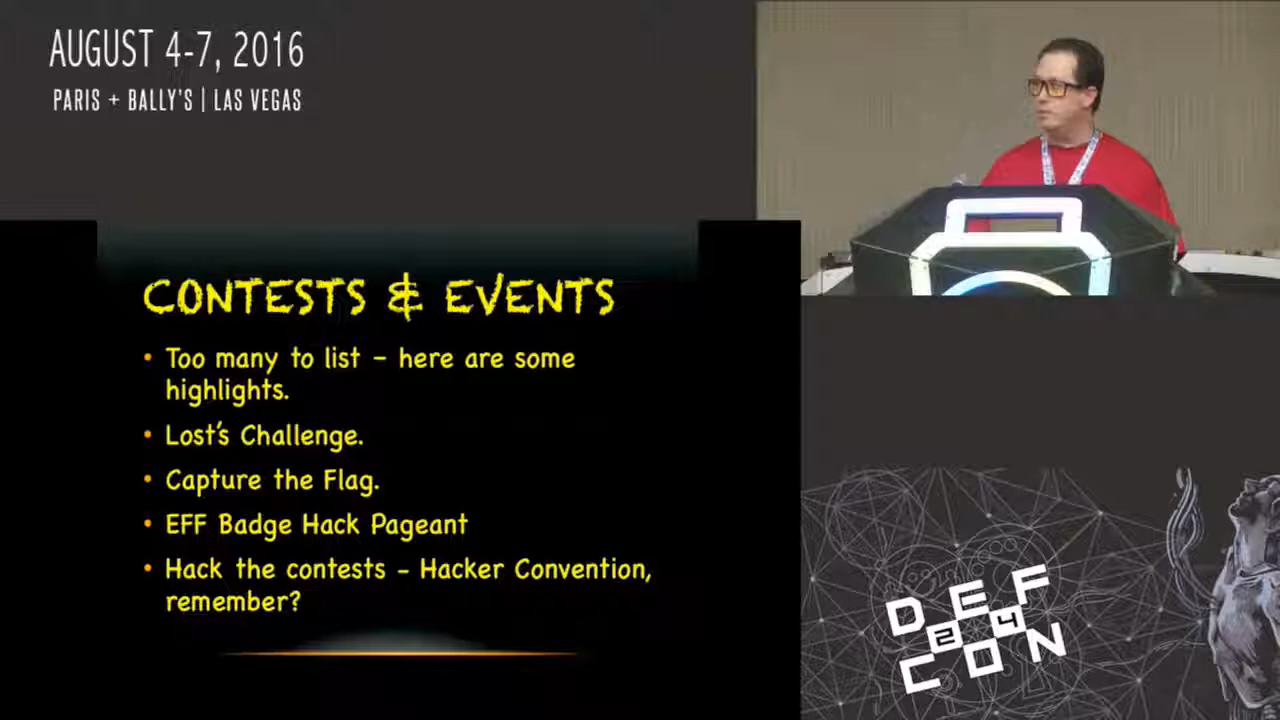 AUGUST 4-7, 2016
PARIS + BALLY'S | LAS VEGAS
CONTESTS & EVENTS
• Too many to list – here are some
highlights.
• Lost's Challenge.
• Capture the Flag.
• EFF Badge Hack Pageant
• Hack the contests – Hacker Convention,
remember?
DEF
24
CON